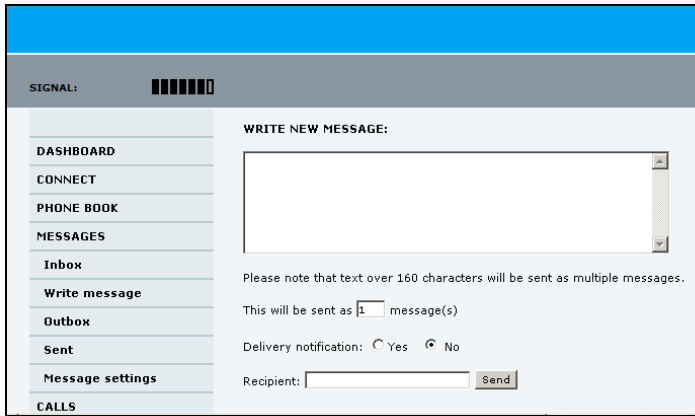 SIGNAL:
WRITE NEW MESSAGE:
DASHBOARD
CONNECT
PHONE BOOK
MESSAGES
Inbox
Write message
Outbox
Sent
Message settings
CALLS
Please note that text over 160 characters will be sent as multiple messages.
This will be sent as 1 message(s)
Delivery notification: Yes No
Recipient: Send